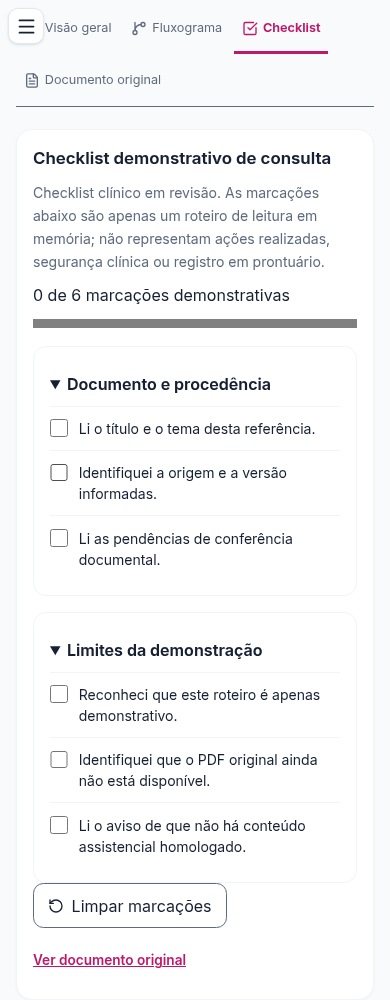 Visão geral
Fluxograma
Checklist
Documento original
Checklist demonstrativo de consulta
Checklist clínico em revisão. As marcações
abaixo são apenas um roteiro de leitura em
memória; não representam ações realizadas,
segurança clínica ou registro em prontuário.
0 de 6 marcações demonstrativas
Documento e procedência
Li o título e o tema desta referência.
Identifiquei a origem e a versão
informadas.
Li as pendências de conferência
documental.
Limites da demonstração
Reconheci que este roteiro é apenas
demonstrativo.
Identifiquei que o PDF original ainda
não está disponível.
Li o aviso de que não há conteúdo
assistencial homologado.
Limpar marcações
Ver documento original